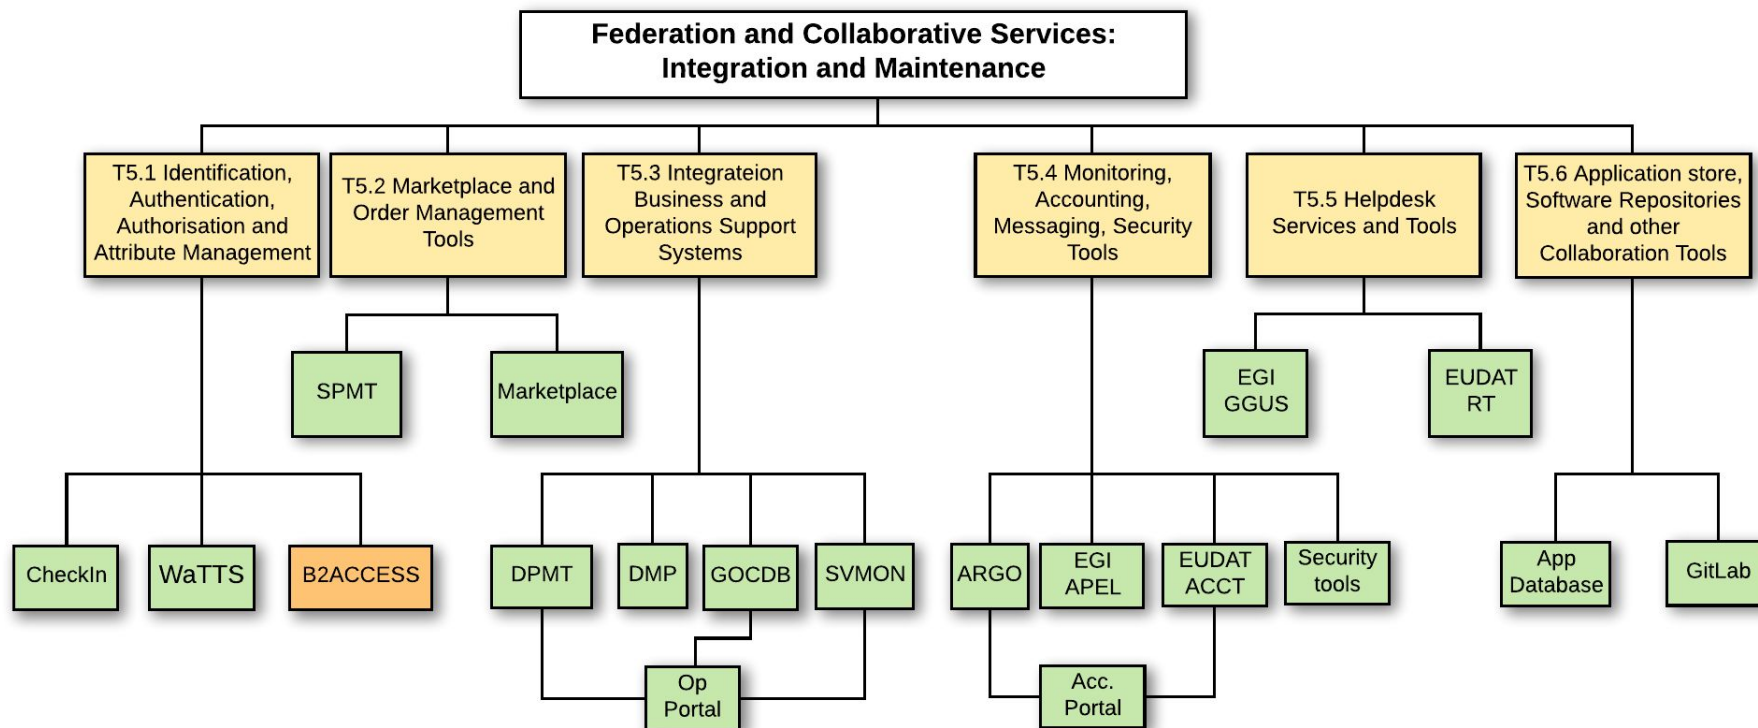 Federation and Collaborative Services:
Integration and Maintenance
T5.1 Identification,
Authentication,
Authorisation and
Attribute Management
T5.2 Marketplace and
Order Management
Tools
T5.3 Integrateion
Business and
Operations Support
Systems
T5.4 Monitoring,
Accounting,
Messaging, Security
Tools
T5.5 Helpdesk
Services and Tools
T5.6 Application store,
Software Repositories
and other
Collaboration Tools
SPMT
Marketplace
EGI
GGUS
EUDAT
RT
CheckIn
WaTTS
B2ACCESS
DPMT
DMP
GOCDB
SVMON
ARGO
EGI
APEL
EUDAT
ACCT
Security
tools
App
Database
GitLab
Op
Portal
Acc.
Portal